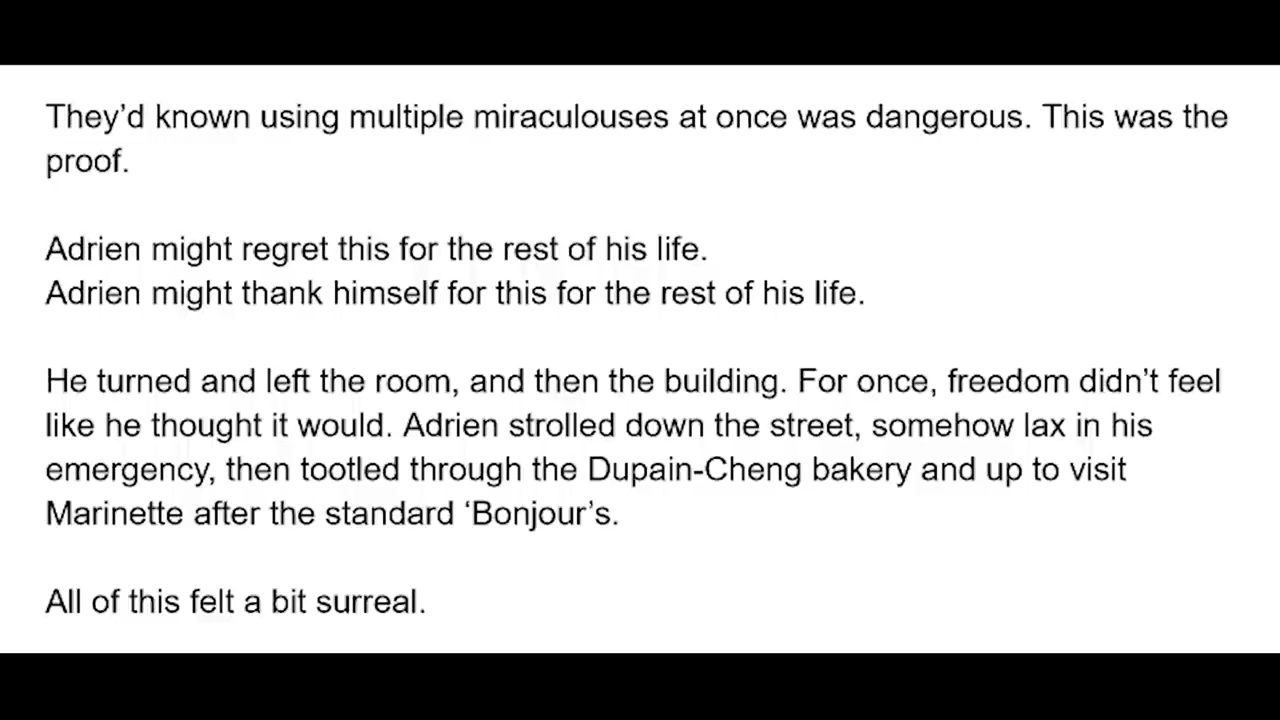 They’d known using multiple miraculouses at once was dangerous. This was the
proof.
Adrien might regret this for the rest of his life.
Adrien might thank himself for this for the rest of his life.
He turned and left the room, and then the building. For once, freedom didn’t feel
like he thought it would. Adrien strolled down the street, somehow lax in his
emergency, then tootled through the Dupain-Cheng bakery and up to visit
Marinette after the standard ‘Bonjour’s.
All of this felt a bit surreal.